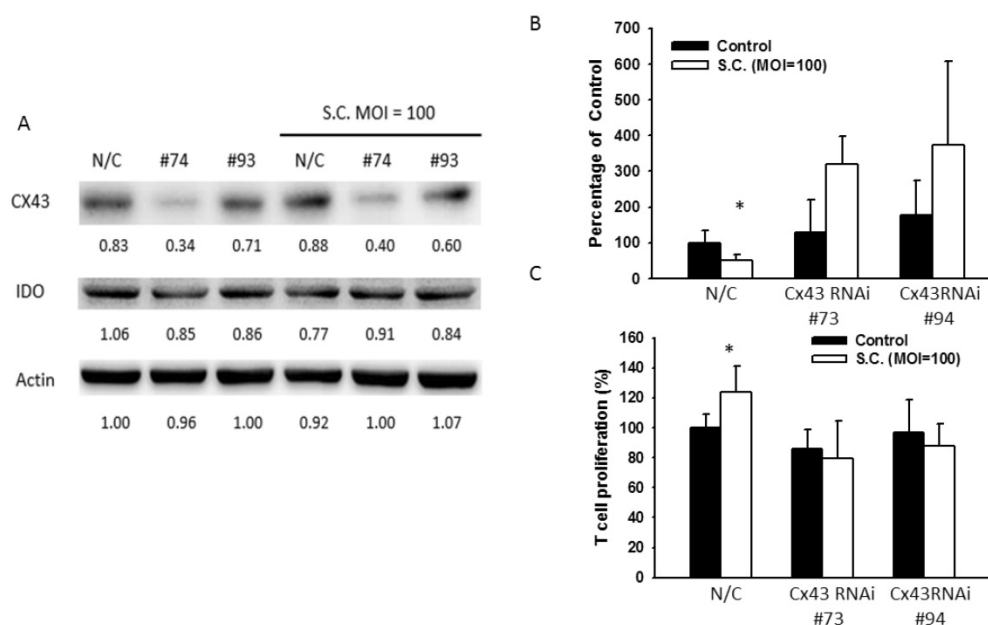 A
S.C. MOI = 100
N/C #74 #93 N/C #74 #93
CX43
0.83 0.34 0.71 0.88 0.40 0.60
IDO
1.06 0.85 0.86 0.77 0.91 0.84
Actin
1.00 0.96 1.00 0.92 1.00 1.07
B
Percentage of Control
700
600
500
400
300
200
100
0
Control
S.C. (MOI=100)
*
N/C Cx43 RNAi Cx43RNAi
#73 #94
C
T cell proliferation (%)
160
140
120
100
80
60
40
20
0
Control
S.C. (MOI=100)
*
N/C Cx43 RNAi Cx43RNAi
#73 #94